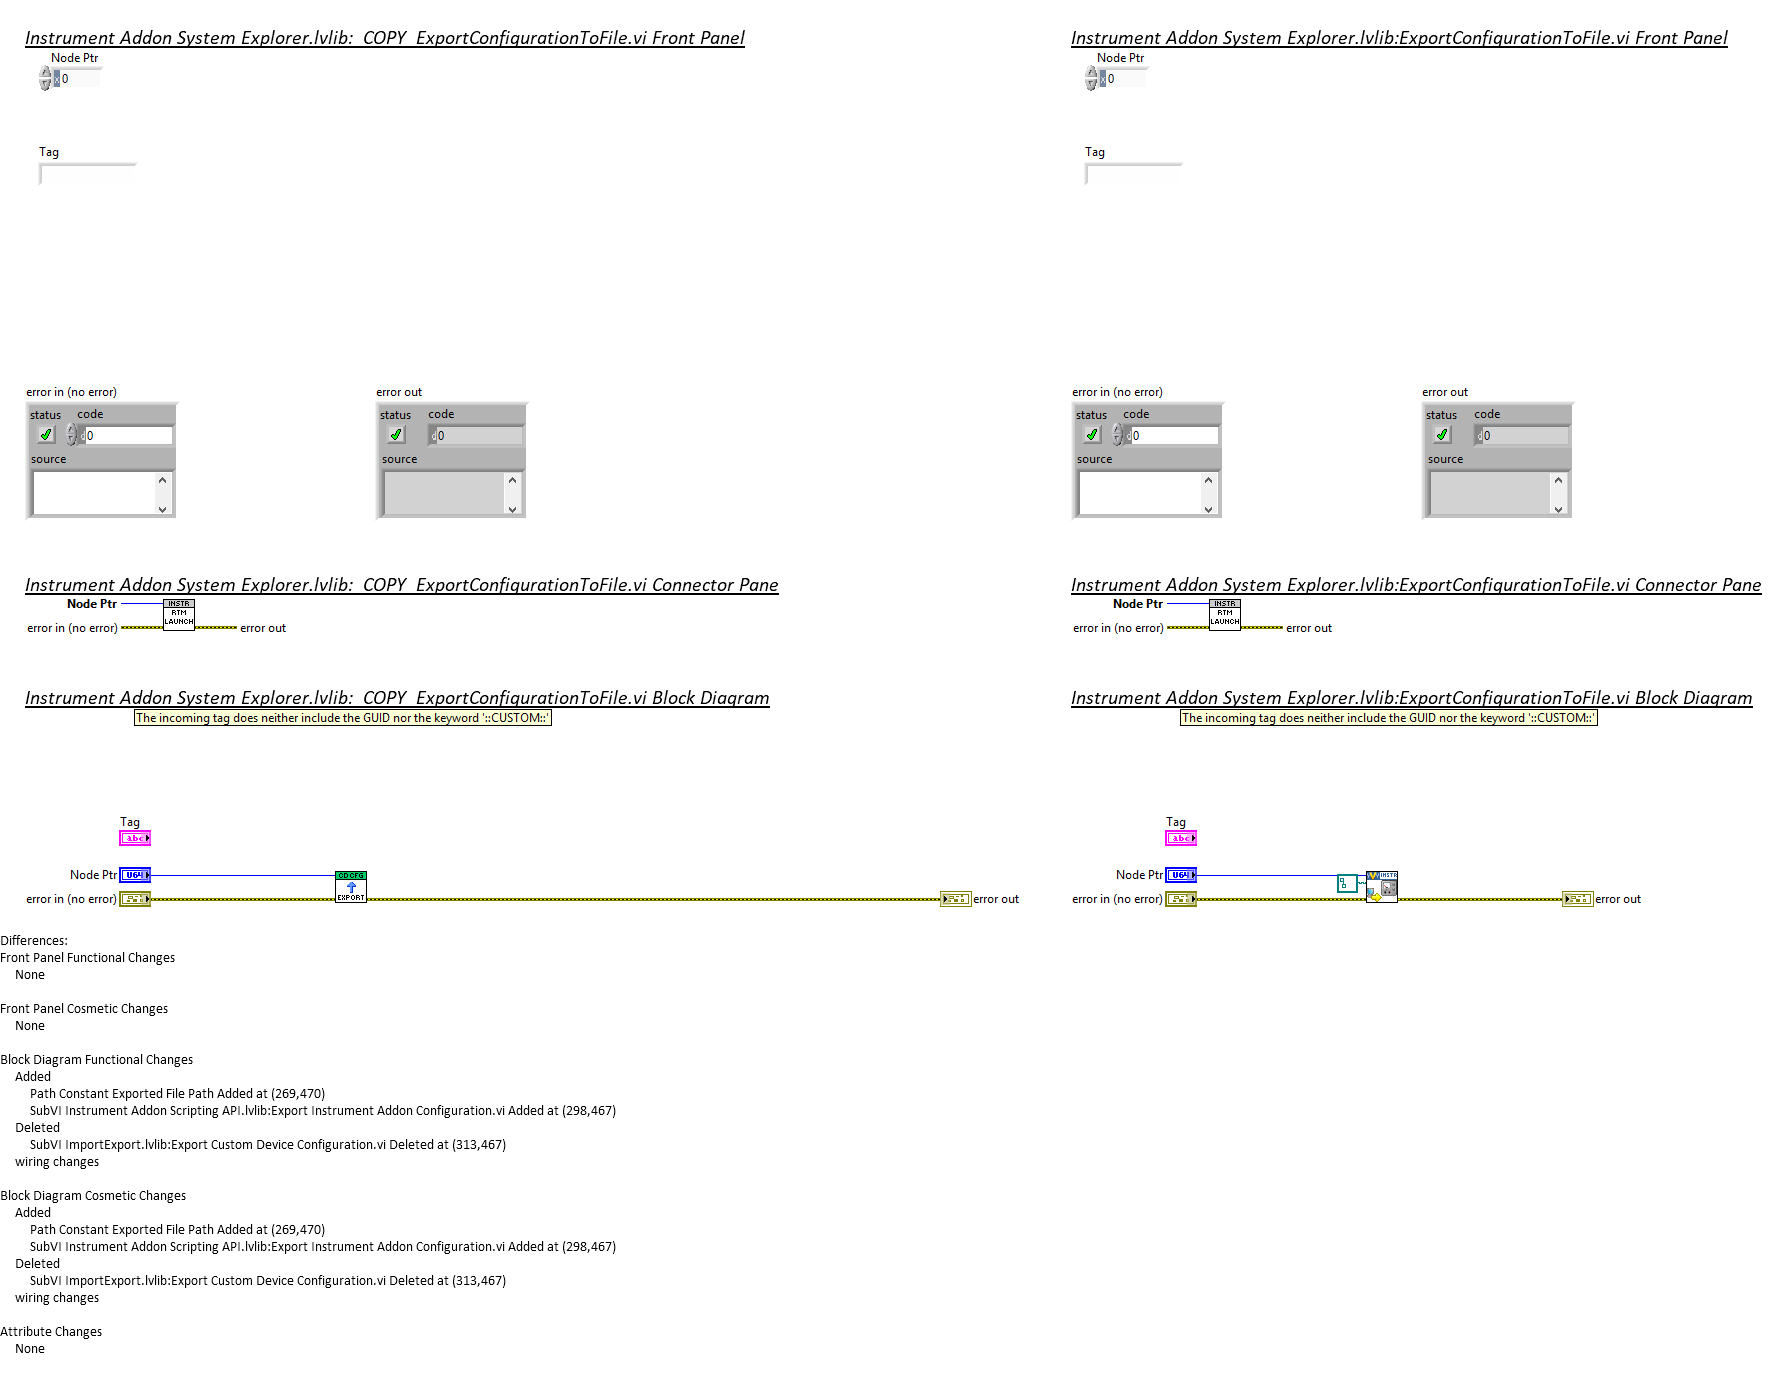 Instrument Addon System Explorer.lvlib:_COPY_ExportConfigurationToFile.vi Front Panel
Node Ptr
x 0
Tag
error in (no error)
status code
d 0
source
error out
status code
d 0
source
Instrument Addon System Explorer.lvlib:_COPY_ExportConfigurationToFile.vi Connector Pane
Node Ptr
INSTR
RTM
LAUNCH
error in (no error)
error out
Instrument Addon System Explorer.lvlib:_COPY_ExportConfigurationToFile.vi Block Diagram
The incoming tag does neither include the GUID nor the keyword '::CUSTOM::'
Tag
abc
Node Ptr
U64
CD CFG
EXPORT
error in (no error)
error out
Instrument Addon System Explorer.lvlib:ExportConfigurationToFile.vi Front Panel
Node Ptr
x 0
Tag
error in (no error)
status code
d 0
source
error out
status code
d 0
source
Instrument Addon System Explorer.lvlib:ExportConfigurationToFile.vi Connector Pane
Node Ptr
INSTR
RTM
LAUNCH
error in (no error)
error out
Instrument Addon System Explorer.lvlib:ExportConfigurationToFile.vi Block Diagram
The incoming tag does neither include the GUID nor the keyword '::CUSTOM::'
Tag
abc
Node Ptr
U64
INSTR
error in (no error)
error out
Differences:
Front Panel Functional Changes
None
Front Panel Cosmetic Changes
None
Block Diagram Functional Changes
Added
Path Constant Exported File Path Added at (269,470)
SubVI Instrument Addon Scripting API.lvlib:Export Instrument Addon Configuration.vi Added at (298,467)
Deleted
SubVI ImportExport.lvlib:Export Custom Device Configuration.vi Deleted at (313,467)
wiring changes
Block Diagram Cosmetic Changes
Added
Path Constant Exported File Path Added at (269,470)
SubVI Instrument Addon Scripting API.lvlib:Export Instrument Addon Configuration.vi Added at (298,467)
Deleted
SubVI ImportExport.lvlib:Export Custom Device Configuration.vi Deleted at (313,467)
wiring changes
Attribute Changes
None